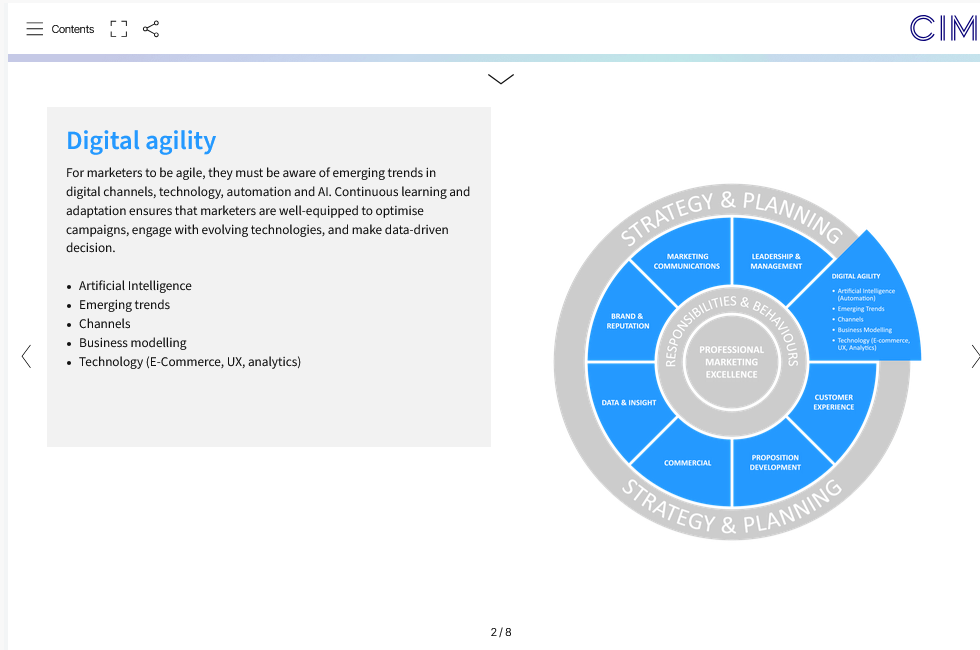 Contents
CIM
Digital agility
For marketers to be agile, they must be aware of emerging trends in
digital channels, technology, automation and AI. Continuous learning and
adaptation ensures that marketers are well-equipped to optimise
campaigns, engage with evolving technologies, and make data-driven
decision.
• Artificial Intelligence
• Emerging trends
• Channels
• Business modelling
• Technology (E-Commerce, UX, analytics)
STRATEGY & PLANNING
MARKETING
COMMUNICATIONS
LEADERSHIP &
MANAGEMENT
DIGITAL AGILITY
• Artificial Intelligence
(Automation)
• Emerging Trends
• Channels
• Business Modelling
• Technology (E-commerce,
UX, Analytics)
BRAND &
REPUTATION
RESPONSIBILITIES & BEHAVIOURS
PROFESSIONAL
MARKETING
EXCELLENCE
DATA & INSIGHT
CUSTOMER
EXPERIENCE
COMMERCIAL
PROPOSITION
DEVELOPMENT
STRATEGY & PLANNING
2 / 8